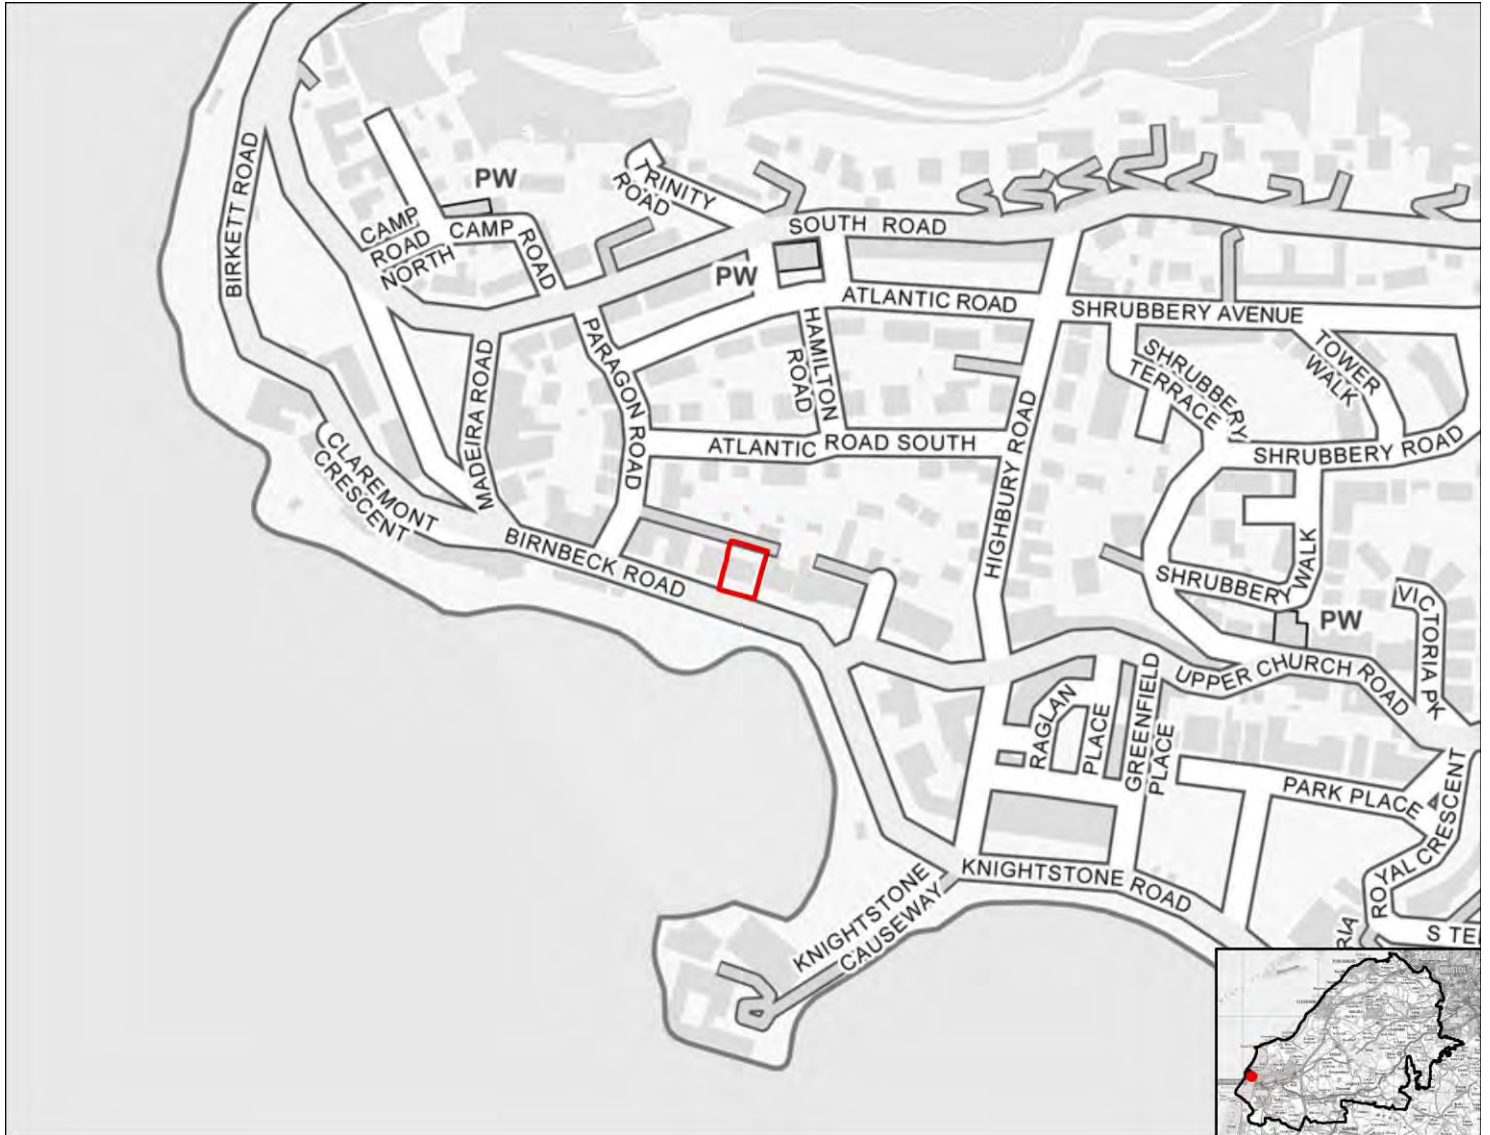 BIRKETT ROAD
PW
CAMP
ROAD
NORTH
CAMP
ROAD
TRINITY
ROAD
SOUTH ROAD
PW
ATLANTIC ROAD
SHRUBBERY AVENUE
HAMILTON
ROAD
PARAGON ROAD
MADEIRA ROAD
SHRUBBERY
TERRACE
TOWER
WALK
ATLANTIC ROAD SOUTH
SHRUBBERY ROAD
HIGHBURY ROAD
CLAREMONT
CRESCENT
BIRNBECK ROAD
SHRUBBERY
WALK
PW
VICTORIA PK
UPPER CHURCH ROAD
RAGLAN
PLACE
GREENFIELD
PLACE
PARK PLACE
ROYAL CRESCENT
KNIGHTSTONE ROAD
KNIGHTSTONE
CAUSEWAY
RIA
S TE
BRISTOL